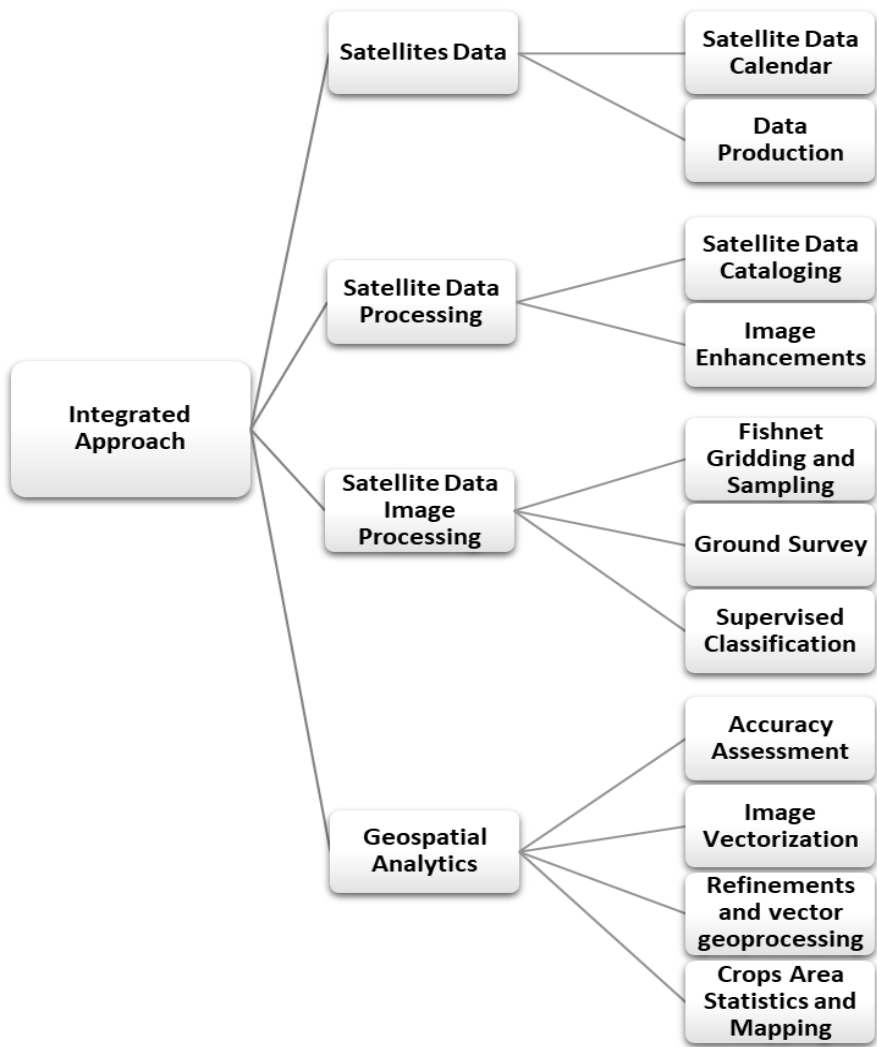 Integrated
Approach
Satellites Data
Satellite Data
Calendar
Data
Production
Satellite Data
Processing
Satellite Data
Cataloging
Image
Enhancements
Satellite Data
Image
Processing
Fishnet
Gridding and
Sampling
Ground Survey
Supervised
Classification
Geospatial
Analytics
Accuracy
Assessment
Image
Vectorization
Refinements
and vector
geoprocessing
Crops Area
Statistics and
Mapping